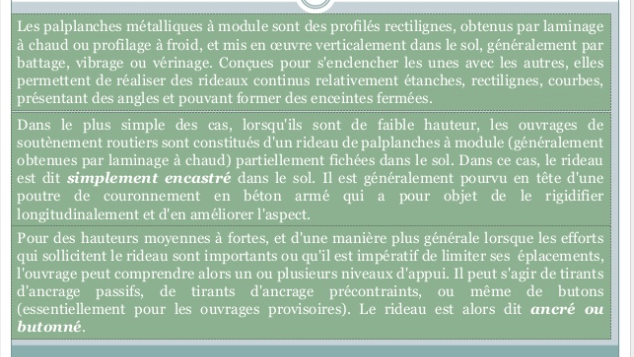 Les palplanches métalliques à module sont des profilés rectilignes, obtenus par laminage
à chaud ou profilage à froid, et mis en œuvre verticalement dans le sol, généralement par
battage, vibrage ou vérinage. Conçues pour s'enclencher les unes avec les autres, elles
permettent de réaliser des rideaux continus relativement étanches, rectilignes, courbes,
présentant des angles et pouvant former des enceintes fermées.
Dans le plus simple des cas, lorsqu'ils sont de faible hauteur, les ouvrages de
soutènement routiers sont constitués d'un rideau de palplanches à module (généralement
obtenues par laminage à chaud) partiellement fichées dans le sol. Dans ce cas, le rideau
est dit simplement encastré dans le sol. Il est généralement pourvu en tête d'une
poutre de couronnement en béton armé qui a pour objet de le rigidifier
longitudinalement et d'en améliorer l'aspect.
Pour des hauteurs moyennes à fortes, et d'une manière plus générale lorsque les efforts
qui sollicitent le rideau sont importants ou qu'il est impératif de limiter ses éplacements,
l'ouvrage peut comprendre alors un ou plusieurs niveaux d'appui. Il peut s'agir de tirants
d'ancrage passifs, de tirants d'ancrage précontraints, ou même de butons
(essentiellement pour les ouvrages provisoires). Le rideau est alors dit ancré ou
butonné.